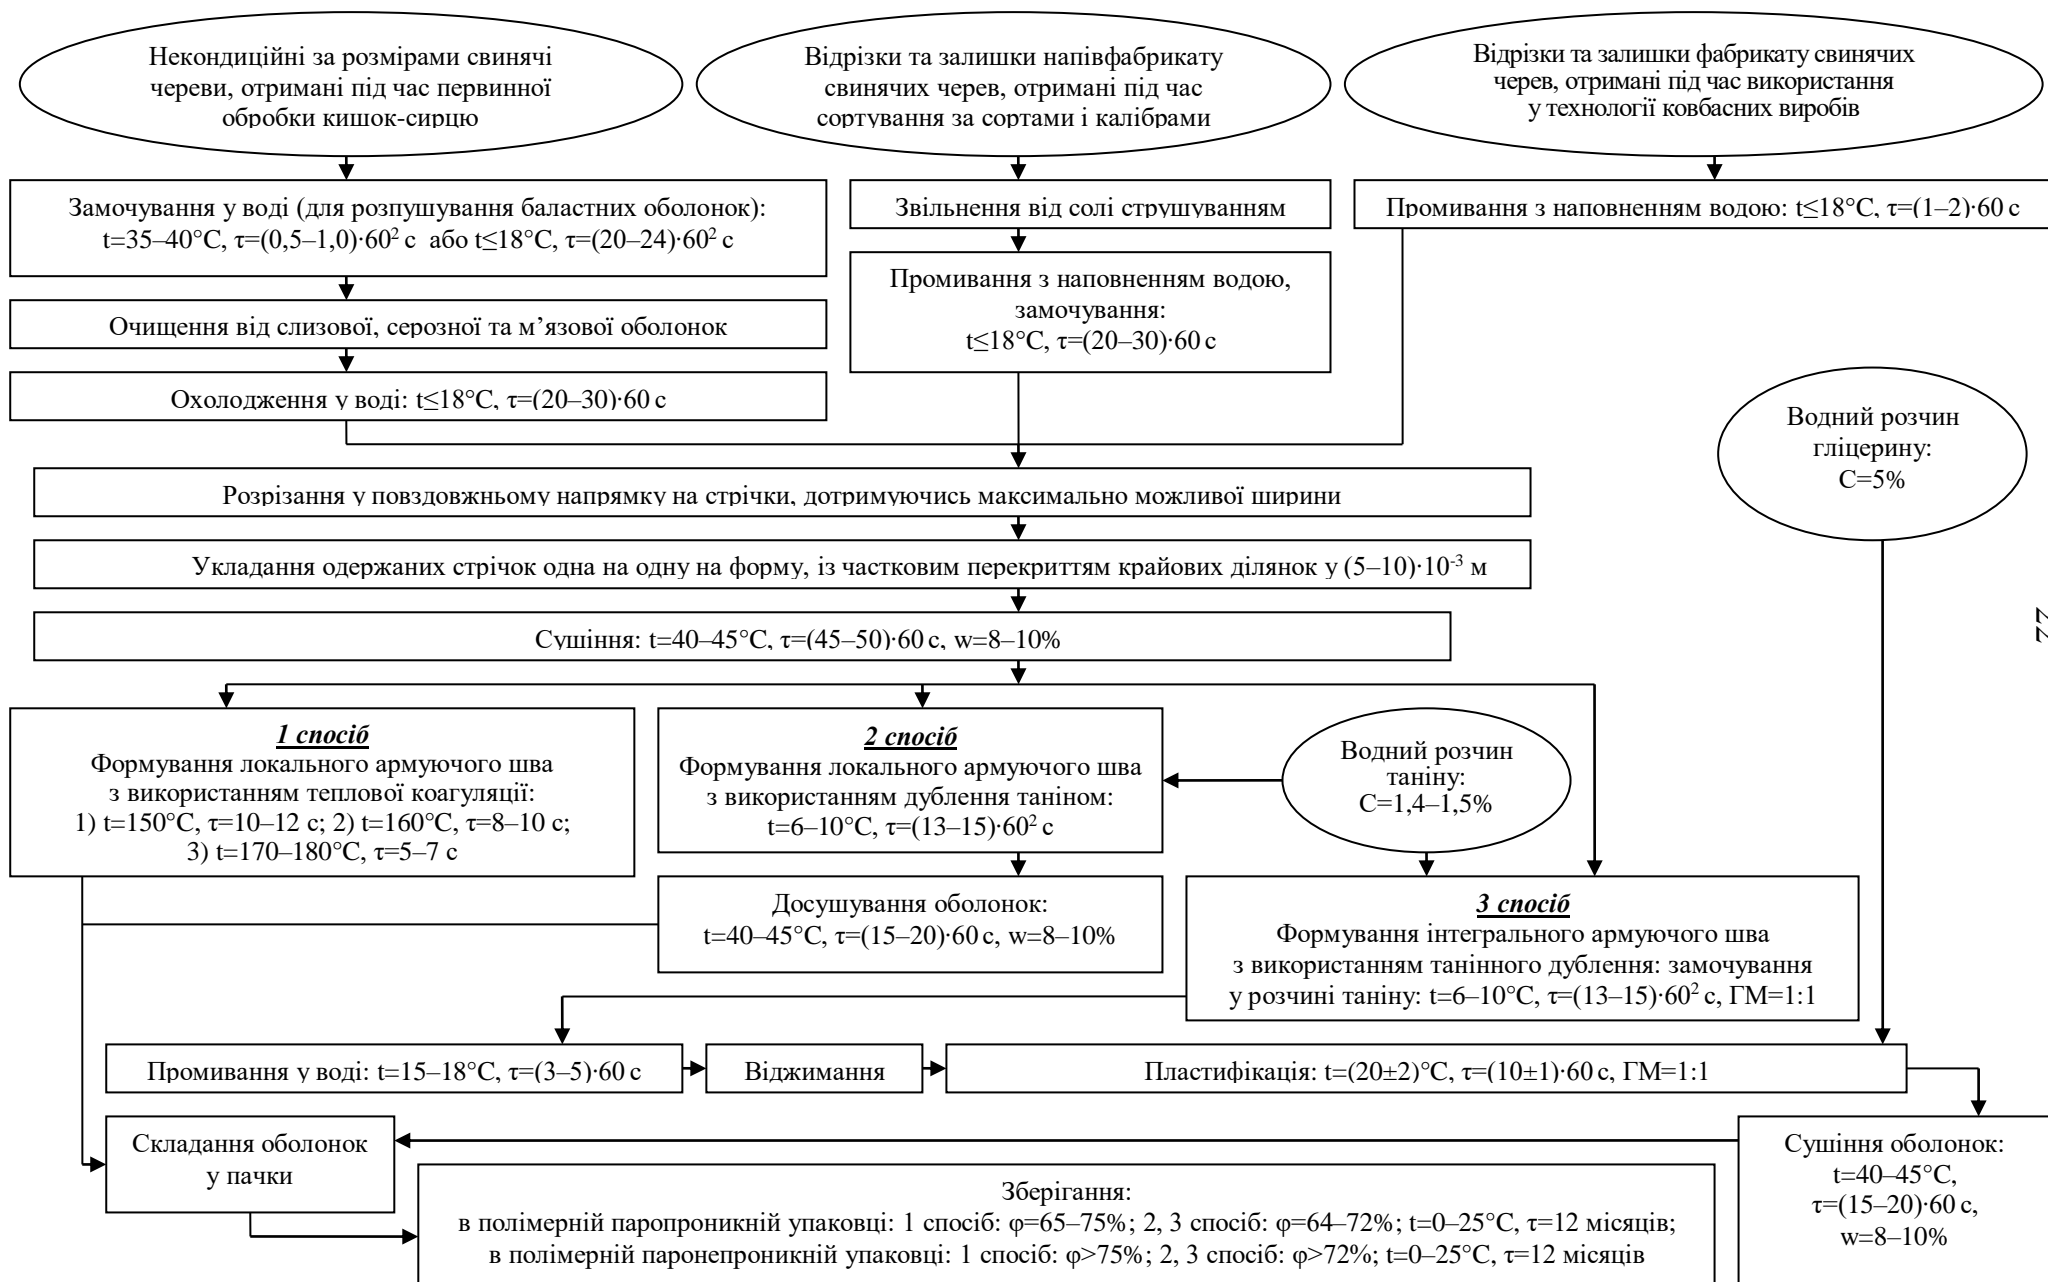 Некондиційні за розмірами свинячі
череви, отримані під час первинної
обробки кишок-сирцю
Відрізки та залишки напівфабрикату
свинячих черев, отримані під час
сортування за сортами і калібрами
Відрізки та залишки фабрикату свинячих
черев, отримані під час використання
у технології ковбасних виробів
Замочування у воді (для розпушування баластних оболонок):
t=35–40°С, τ=(0,5–1,0)·60² с або t≤18°С, τ=(20–24)·60² с
Звільнення від солі струшуванням
Промивання з наповненням водою: t≤18°С, τ=(1–2)·60 с
Промивання з наповненням водою,
замочування:
t≤18°С, τ=(20–30)·60 с
Очищення від слизової, серозної та м’язової оболонок
Охолодження у воді: t≤18°С, τ=(20–30)·60 с
Водний розчин
гліцерину:
С=5%
Розрізання у повздовжньому напрямку на стрічки, дотримуючись максимально можливої ширини
Укладання одержаних стрічок одна на одну на форму, із частковим перекриттям крайових ділянок у (5–10)·10⁻³ м
Сушіння: t=40–45°С, τ=(45–50)·60 с, w=8–10%
22
1 спосіб
Формування локального армуючого шва
з використанням теплової коагуляції:
1) t=150°С, τ=10–12 с; 2) t=160°С, τ=8–10 с;
3) t=170–180°С, τ=5–7 с
2 спосіб
Формування локального армуючого шва
з використанням дублення таніном:
t=6–10°С, τ=(13–15)·60² с
Водний розчин
таніну:
С=1,4–1,5%
Досушування оболонок:
t=40–45°С, τ=(15–20)·60 с, w=8–10%
3 спосіб
Формування інтегрального армуючого шва
з використанням танінного дублення: замочування
у розчині таніну: t=6–10°С, τ=(13–15)·60² с, ГМ=1:1
Промивання у воді: t=15–18°С, τ=(3–5)·60 с
Віджимання
Пластифікація: t=(20±2)°С, τ=(10±1)·60 с, ГМ=1:1
Складання оболонок
у пачки
Сушіння оболонок:
t=40–45°С,
τ=(15–20)·60 с,
w=8–10%
Зберігання:
в полімерній паропроникній упаковці: 1 спосіб: φ=65–75%; 2, 3 спосіб: φ=64–72%; t=0–25°С, τ=12 місяців;
в полімерній паронепроникній упаковці: 1 спосіб: φ>75%; 2, 3 спосіб: φ>72%; t=0–25°С, τ=12 місяців